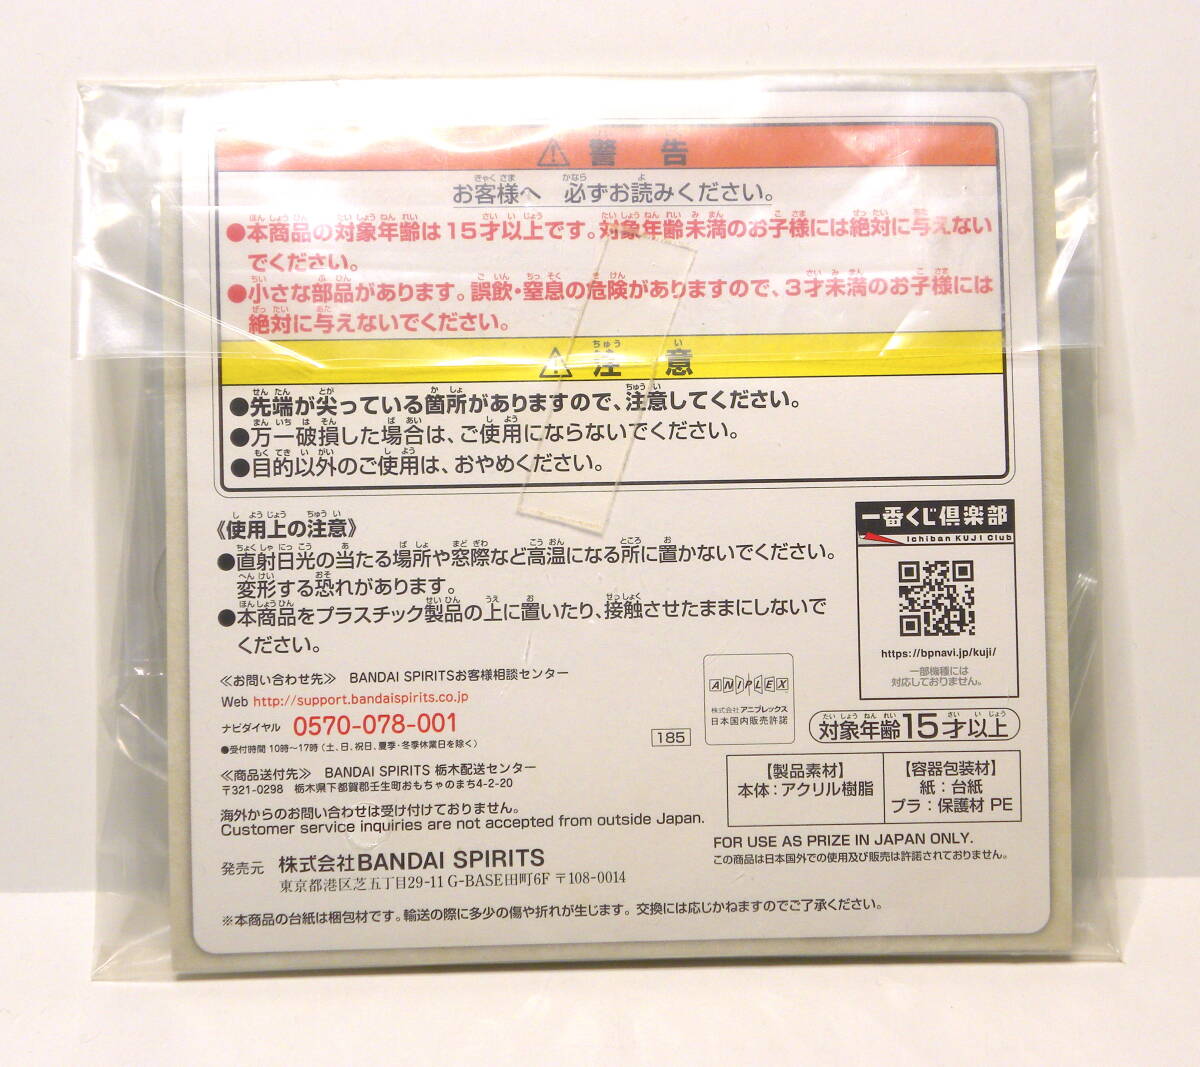 ⚠ 警 告
お客様へ 必ずお読みください。
●本商品の対象年齢は15才以上です。対象年齢未満のお子様には絶対に与えない
でください。
●小さな部品があります。誤飲・窒息の危険がありますので、3才未満のお子様には
絶対に与えないでください。
⚠ 注 意
●先端が尖っている箇所がありますので、注意してください。
●万一破損した場合は、ご使用にならないでください。
●目的以外のご使用は、おやめください。
《使用上の注意》
●直射日光の当たる場所や窓際など高温になる所に置かないでください。
変形する恐れがあります。
●本商品をプラスチック製品の上に置いたり、接触させたままにしないで
ください。
一番くじ倶楽部
Ichiban KUJI Club
https://bpnavi.jp/kuji/
一部機種には
対応しておりません。
≪お問い合わせ先≫ BANDAI SPIRITSお客様相談センター
Web http://support.bandaispirits.co.jp
ナビダイヤル 0570-078-001
●受付時間 10時~17時 (土、日、祝日、夏季・冬季休業日を除く)
185
ANIPLEX
株式会社アニプレックス
日本国内販売許諾
対象年齢15才以上
≪商品送付先≫ BANDAI SPIRITS 栃木配送センター
〒321-0298 栃木県下都賀郡壬生町おもちゃのまち4-2-20
【製品素材】
本体:アクリル樹脂
【容器包装材】
紙:台紙
プラ:保護材 PE
海外からのお問い合わせは受け付けておりません。
Customer service inquiries are not accepted from outside Japan.
FOR USE AS PRIZE IN JAPAN ONLY.
この商品は日本国外での使用及び販売は許諾されておりません。
発売元 株式会社BANDAI SPIRITS
東京都港区芝五丁目29-11 G-BASE田町6F 〒108-0014
※本商品の台紙は梱包材です。輸送の際に多少の傷や折れが生じます。交換には応じかねますのでご了承ください。